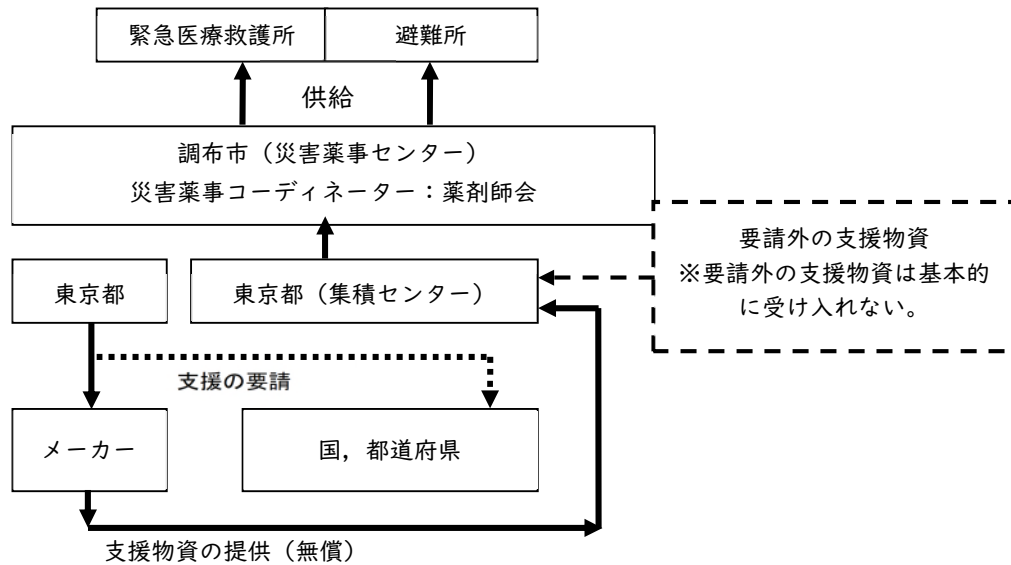 緊急医療救護所
避難所
供給
調布市（災害薬事センター）
災害薬事コーディネーター：薬剤師会
要請外の支援物資
※要請外の支援物資は基本的
に受け入れない。
東京都
東京都（集積センター）
支援の要請
メーカー
国，都道府県
支援物資の提供（無償）